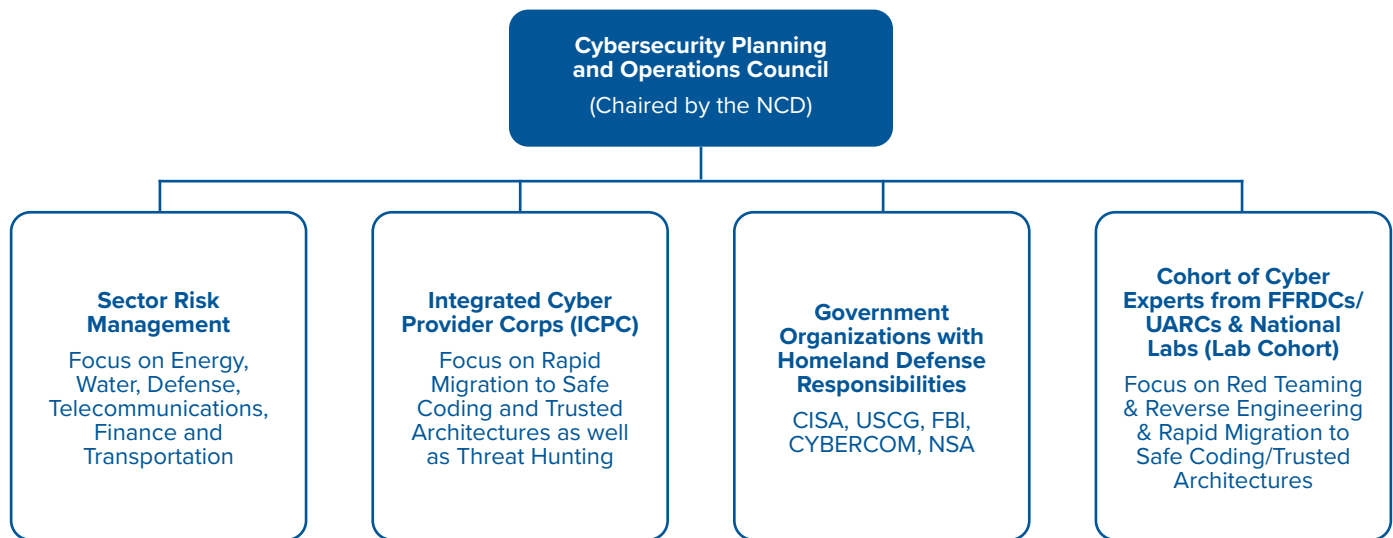 Cybersecurity Planning
and Operations Council
(Chaired by the NCD)
Sector Risk
Management
Focus on Energy,
Water, Defense,
Telecommunications,
Finance and
Transportation
Integrated Cyber
Provider Corps (ICPC)
Focus on Rapid
Migration to Safe
Coding and Trusted
Architectures as well
as Threat Hunting
Government
Organizations with
Homeland Defense
Responsibilities
CISA, USCG, FBI,
CYBERCOM, NSA
Cohort of Cyber
Experts from FFRDCs/
UARCs & National
Labs (Lab Cohort)
Focus on Red Teaming
& Reverse Engineering
& Rapid Migration to
Safe Coding/Trusted
Architectures